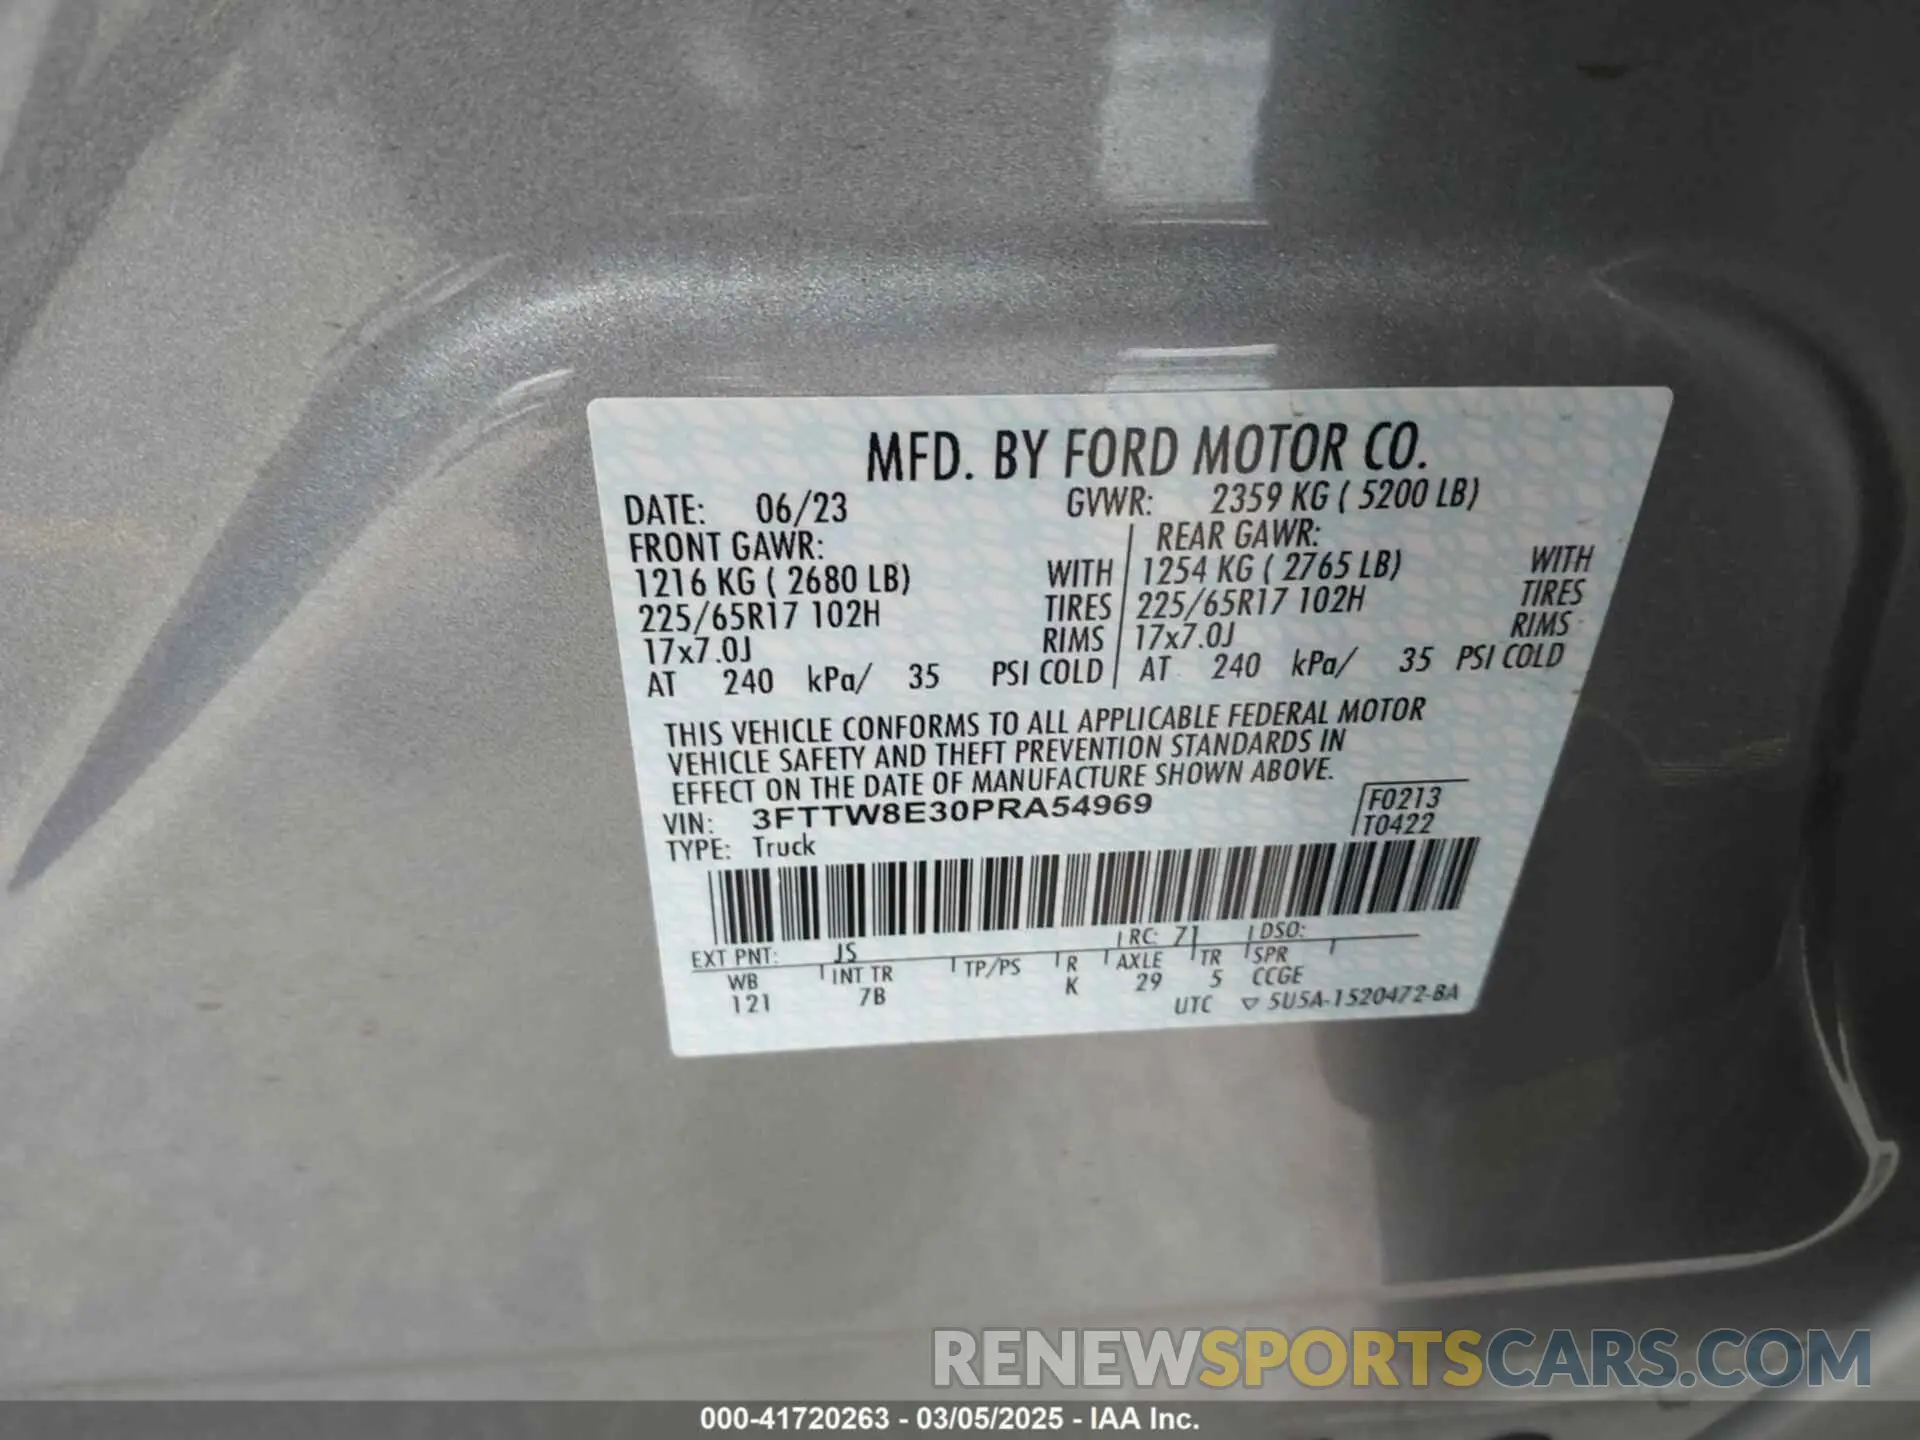 MFD. BY FORD MOTOR CO.
DATE: 06/23 GVWR: 2359 KG ( 5200 LB)
FRONT GAWR: REAR GAWR:
1216 KG ( 2680 LB) WITH 1254 KG ( 2765 LB) WITH
225/65R17 102H TIRES 225/65R17 102H TIRES
17x7.0J RIMS 17x7.0J RIMS
AT 240 kPa/ 35 PSI COLD AT 240 kPa/ 35 PSI COLD
THIS VEHICLE CONFORMS TO ALL APPLICABLE FEDERAL MOTOR
VEHICLE SAFETY AND THEFT PREVENTION STANDARDS IN
EFFECT ON THE DATE OF MANUFACTURE SHOWN ABOVE.
VIN: 3FTTW8E30PRA54969 F0213
TYPE: Truck T0422
EXT PNT: JS RC: 71 DSO:
WB INT TR TP/PS R AXLE TR SPR
121 7B K 29 5 CCGE
UTC ▽ 5U5A-1520472-BA
RENEWSPORTSCARS.COM
000-41720263 - 03/05/2025 - IAA Inc.